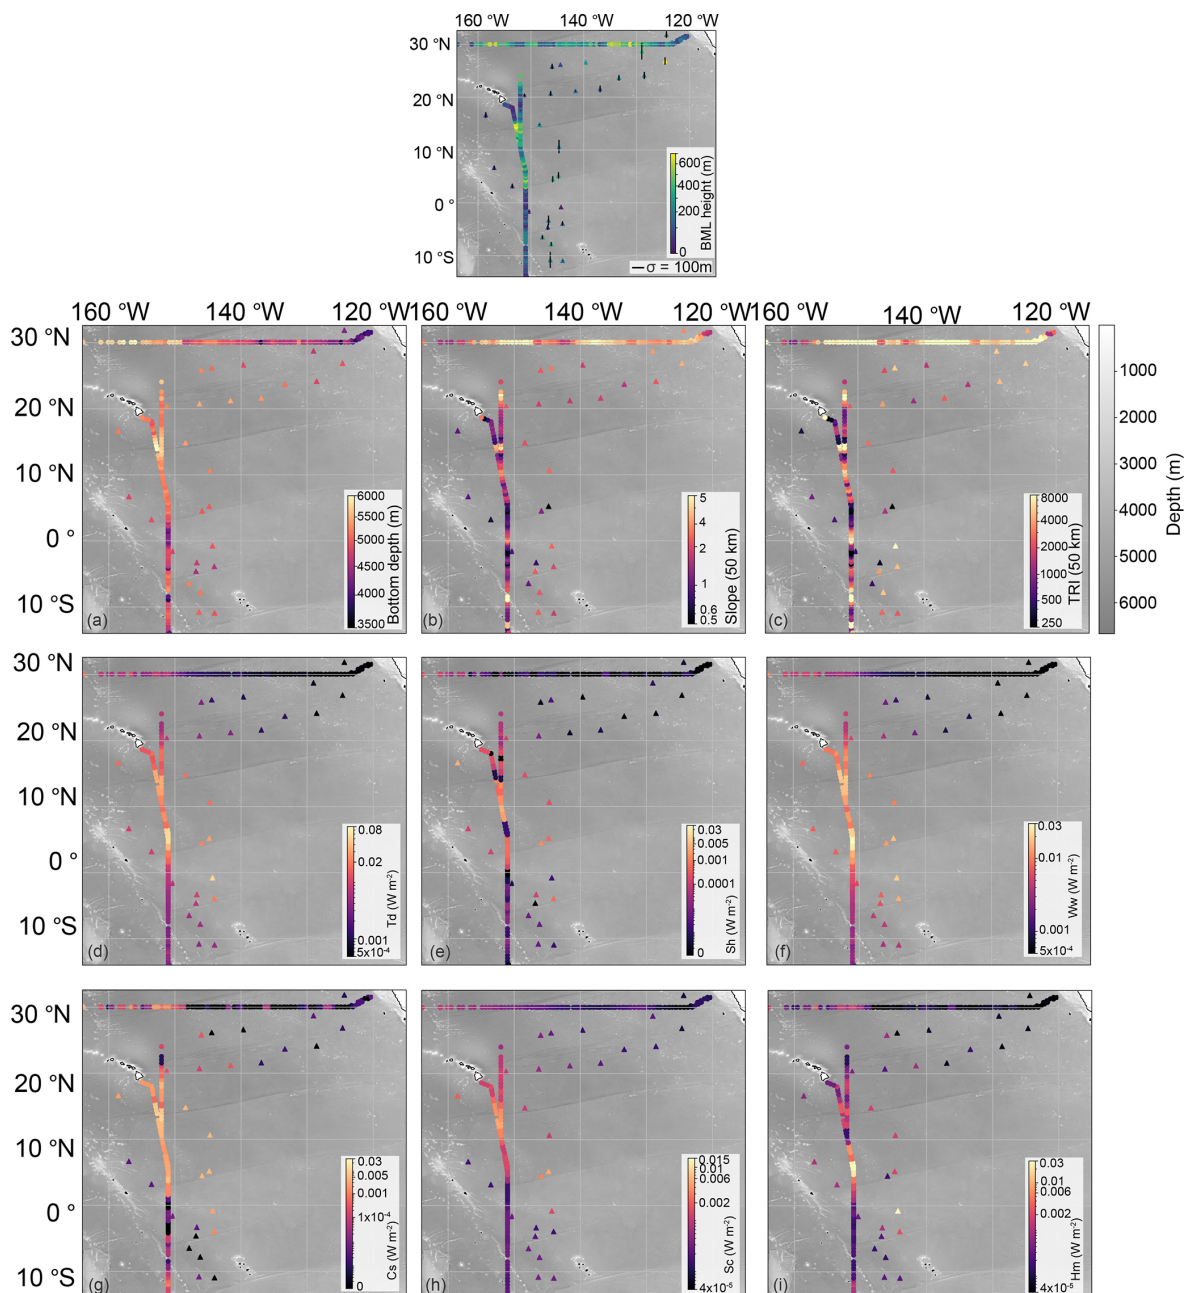 160 °W 140 °W 120 °W
30 °N
20 °N
10 °N
0 °
10 °S
600
400
200
0
BML height (m)
σ = 100m
160 °W 140 °W 120 °W
160 °W 140 °W 120 °W
160 °W 140 °W 120 °W
30 °N
20 °N
10 °N
0 °
10 °S
6000
5500
5000
4500
4000
3500
Bottom depth (m)
(a)
5
4
2
1
0.6
0.5
Slope (50 km)
(b)
8000
4000
2000
1000
500
250
TRI (50 km)
(c)
1000
2000
3000
4000
5000
6000
Depth (m)
30 °N
20 °N
10 °N
0 °
10 °S
0.08
0.02
0.001
5x10⁻⁴
Td (W m⁻²)
(d)
0.03
0.005
0.001
0.0001
0
Sh (W m⁻²)
(e)
0.03
0.01
0.001
5x10⁻⁴
Ww (W m⁻²)
(f)
30 °N
20 °N
10 °N
0 °
10 °S
0.03
0.005
0.001
1x10⁻⁴
0
Cs (W m⁻²)
(g)
0.015
0.01
0.006
0.002
4x10⁻⁵
Sc (W m⁻²)
(h)
0.03
0.01
0.006
0.002
4x10⁻⁵
Hm (W m⁻²)
(i)